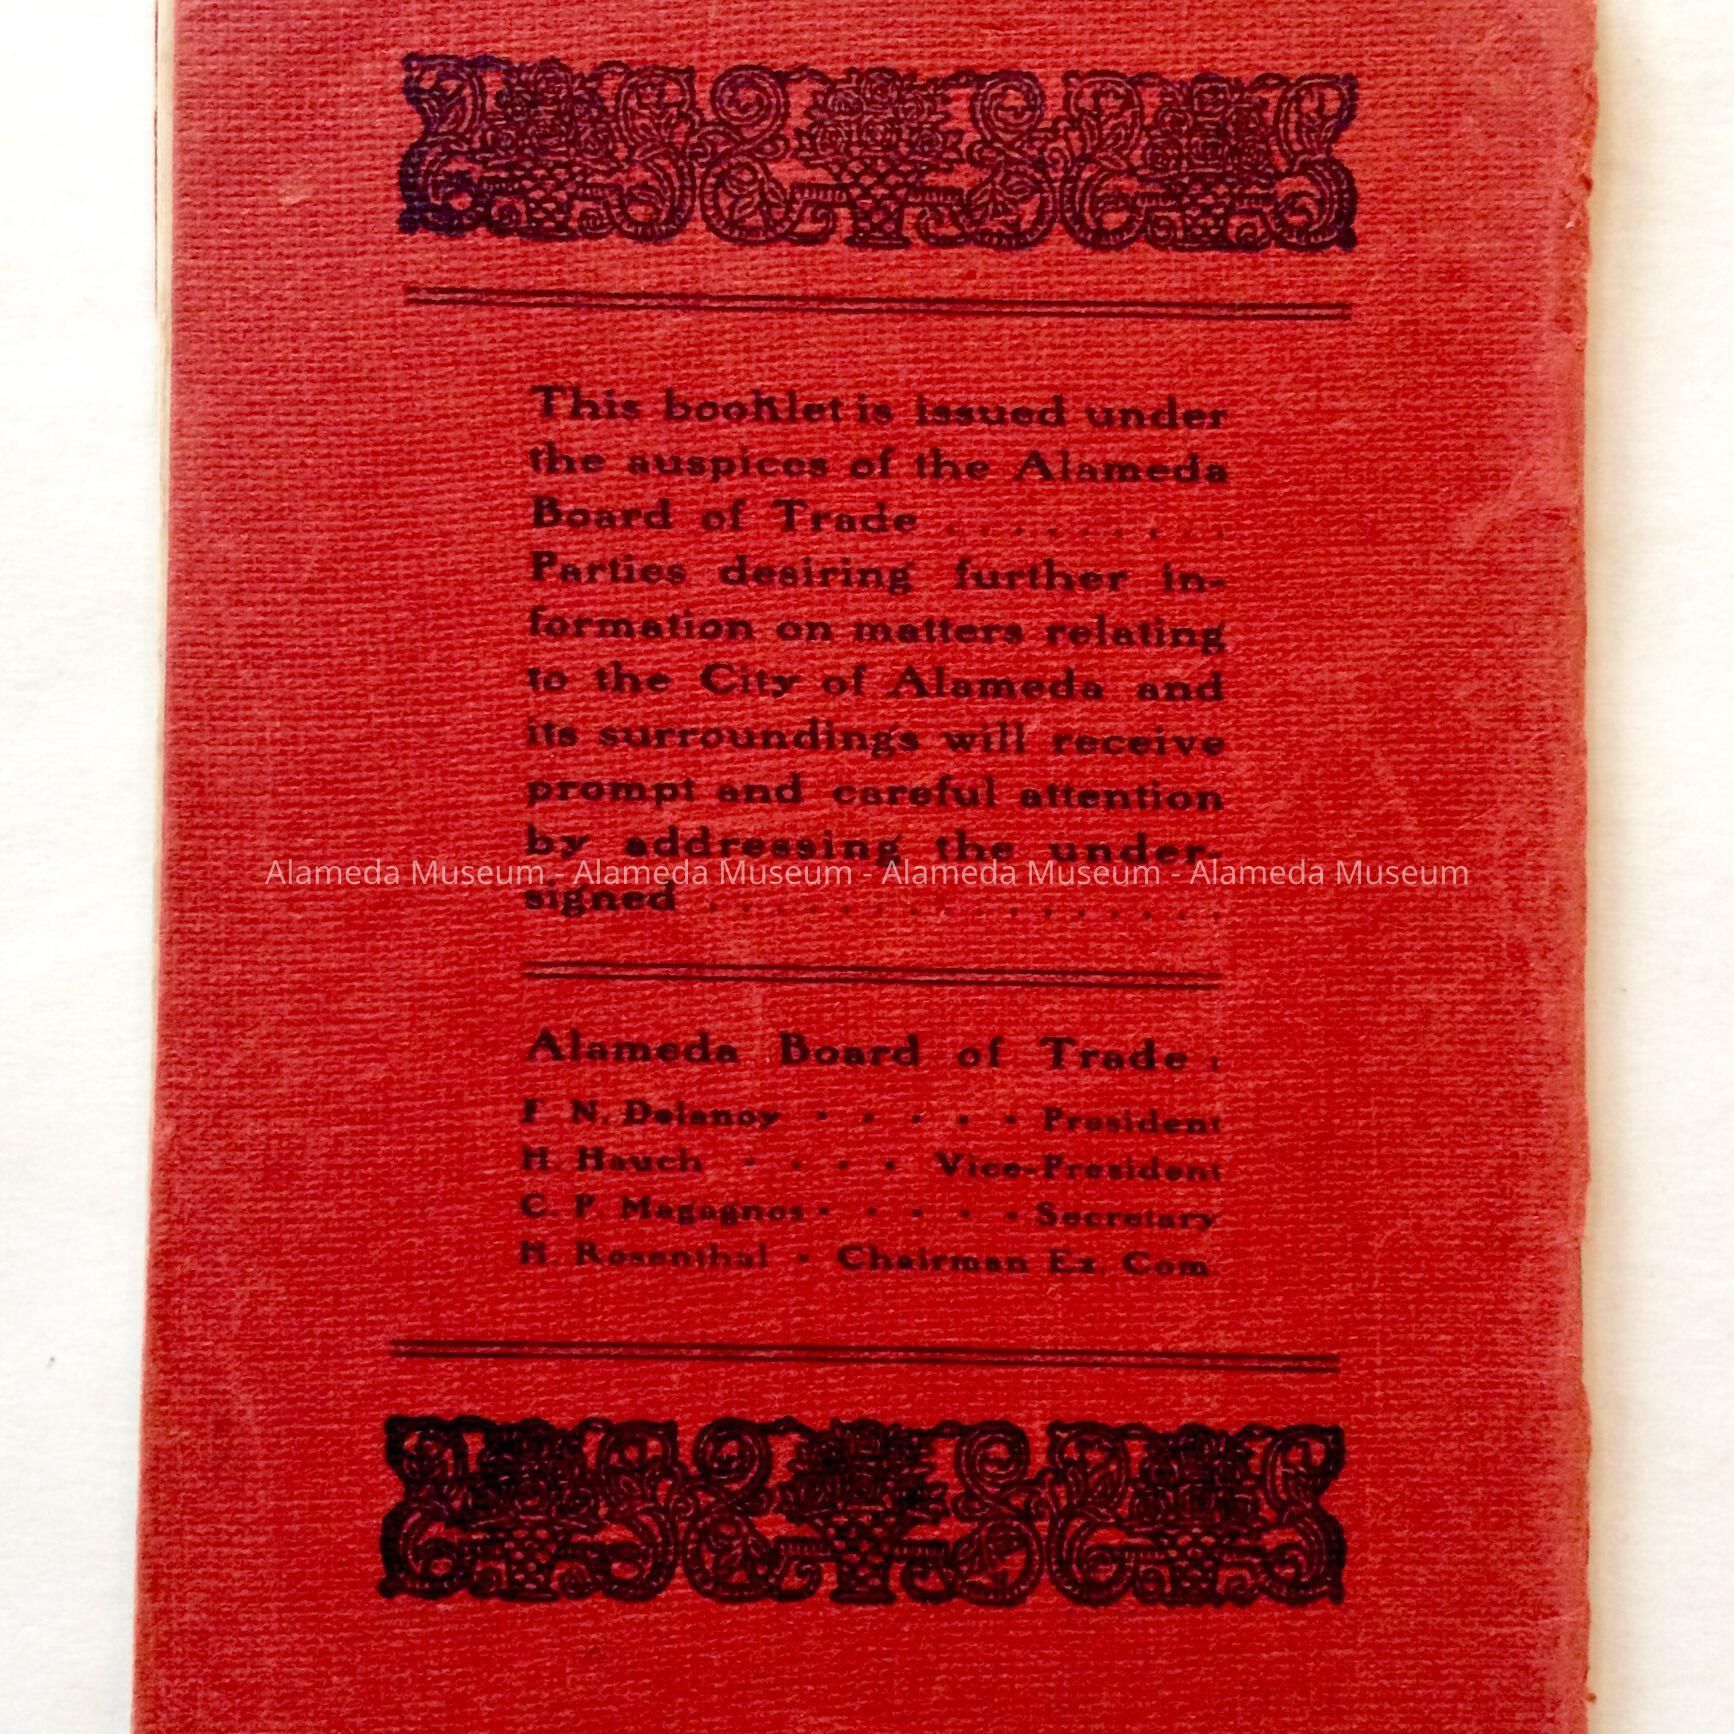 This booklet is issued under
the auspices of the Alameda
Board of Trade . . . . . . . . .
Parties desiring further in-
formation on matters relating
to the City of Alameda and
its surroundings will receive
prompt and careful attention
by addressing the under-
signed . . . . . . . . . . . . . . . .
Alameda Museum - Alameda Museum - Alameda Museum - Alameda Museum
Alameda Board of Trade :
F. N. Delanoy - - - - - President
H. Hauch - - - - Vice-President
C. P. Magagnos - - - - - Secretary
H. Rosenthal - Chairman Ex. Com